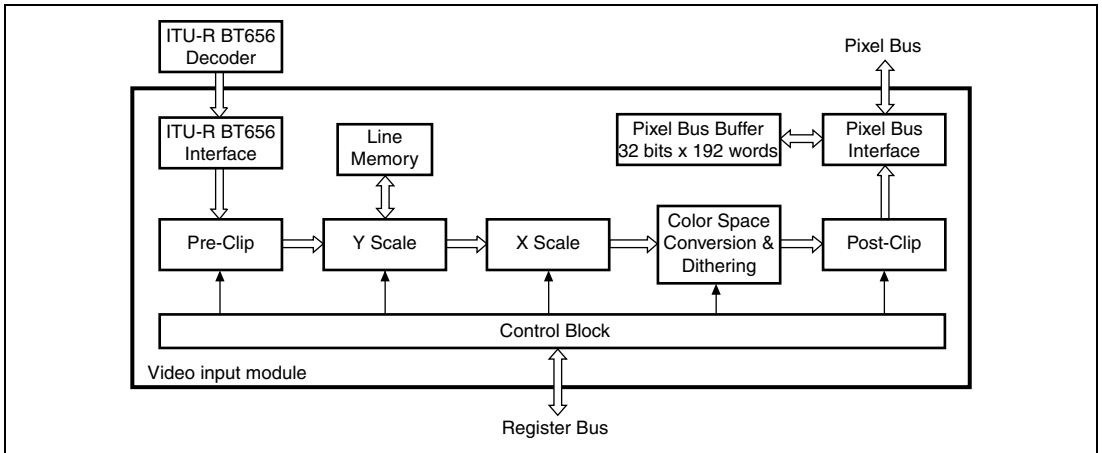 ITU-R BT656
Decoder
Pixel Bus
ITU-R BT656
Interface
Line
Memory
Pixel Bus Buffer
32 bits x 192 words
Pixel Bus
Interface
Pre-Clip
Y Scale
X Scale
Color Space
Conversion &
Dithering
Post-Clip
Control Block
Video input module
Register Bus